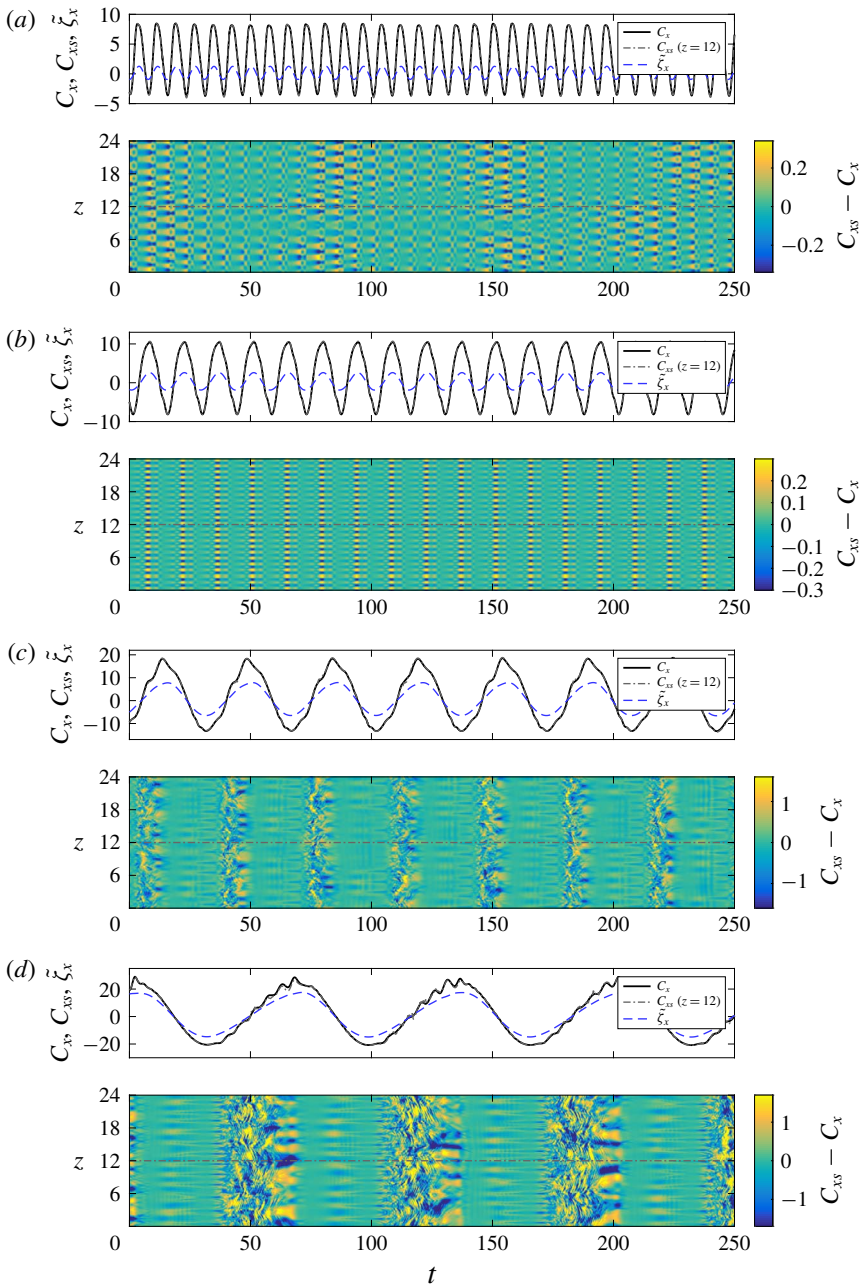 (a)
10
5
0
−5
C_x, C_xs, ζ̃_x
C_x
C_xs (z = 12)
ζ̃_x
24
18
12
6
z
0.2
0
−0.2
C_xs − C_x
0 50 100 150 200 250
(b)
10
0
−10
C_x, C_xs, ζ̃_x
C_x
C_xs (z = 12)
ζ̃_x
24
18
12
6
z
0.2
0.1
0
−0.1
−0.2
−0.3
C_xs − C_x
0 50 100 150 200 250
(c)
20
10
0
−10
C_x, C_xs, ζ̃_x
C_x
C_xs (z = 12)
ζ̃_x
24
18
12
6
z
1
0
−1
C_xs − C_x
0 50 100 150 200 250
(d)
20
0
−20
C_x, C_xs, ζ̃_x
C_x
C_xs (z = 12)
ζ̃_x
24
18
12
6
z
1
0
−1
C_xs − C_x
0 50 100 150 200 250
t